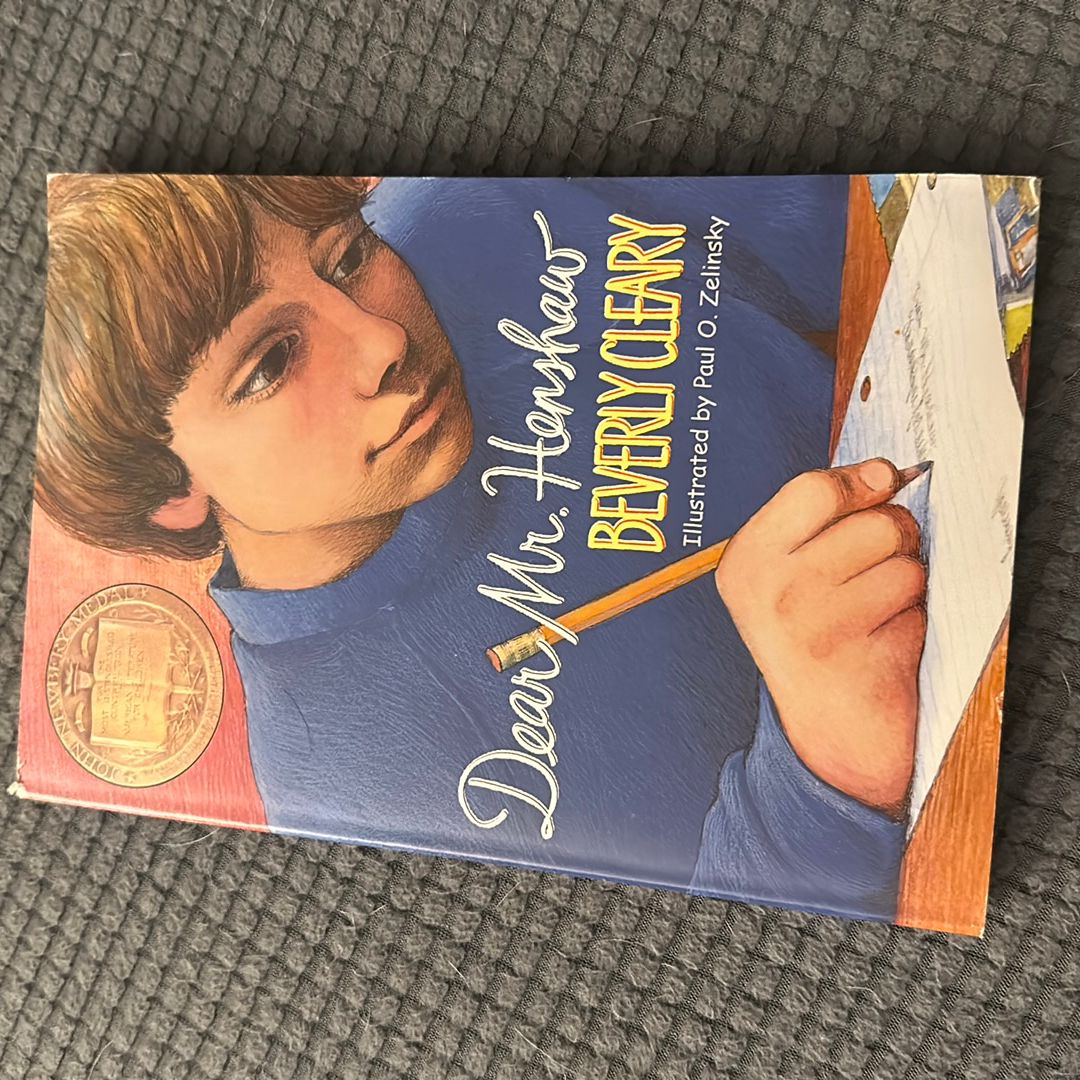 JOHN NEWBERY MEDAL
Dear Mr. Henshaw
BEVERLY CLEARY
Illustrated by Paul O. Zelinsky